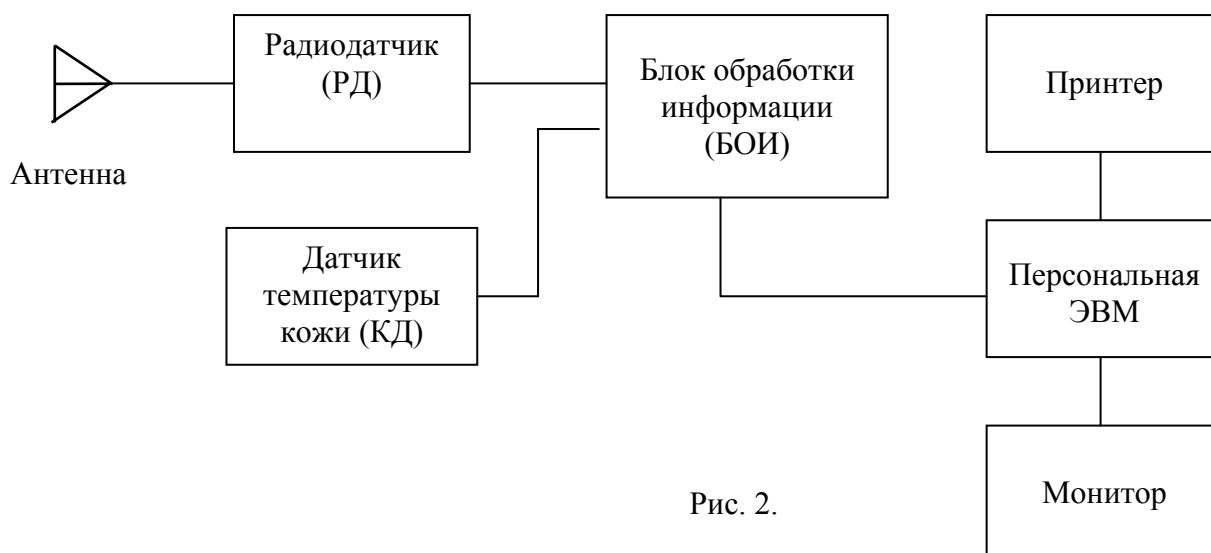 Радиодатчик
(РД)
Блок обработки
информации
(БОИ)
Принтер
Антенна
Датчик
температуры
кожи (КД)
Персональная
ЭВМ
Рис. 2.
Монитор